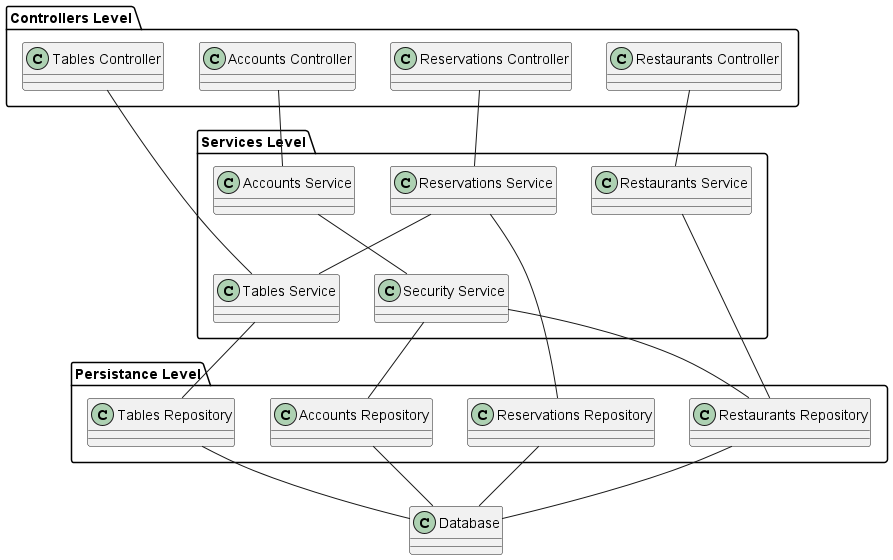 Controllers Level
C Tables Controller
C Accounts Controller
C Reservations Controller
C Restaurants Controller
Services Level
C Accounts Service
C Reservations Service
C Restaurants Service
C Tables Service
C Security Service
Persistance Level
C Tables Repository
C Accounts Repository
C Reservations Repository
C Restaurants Repository
C Database